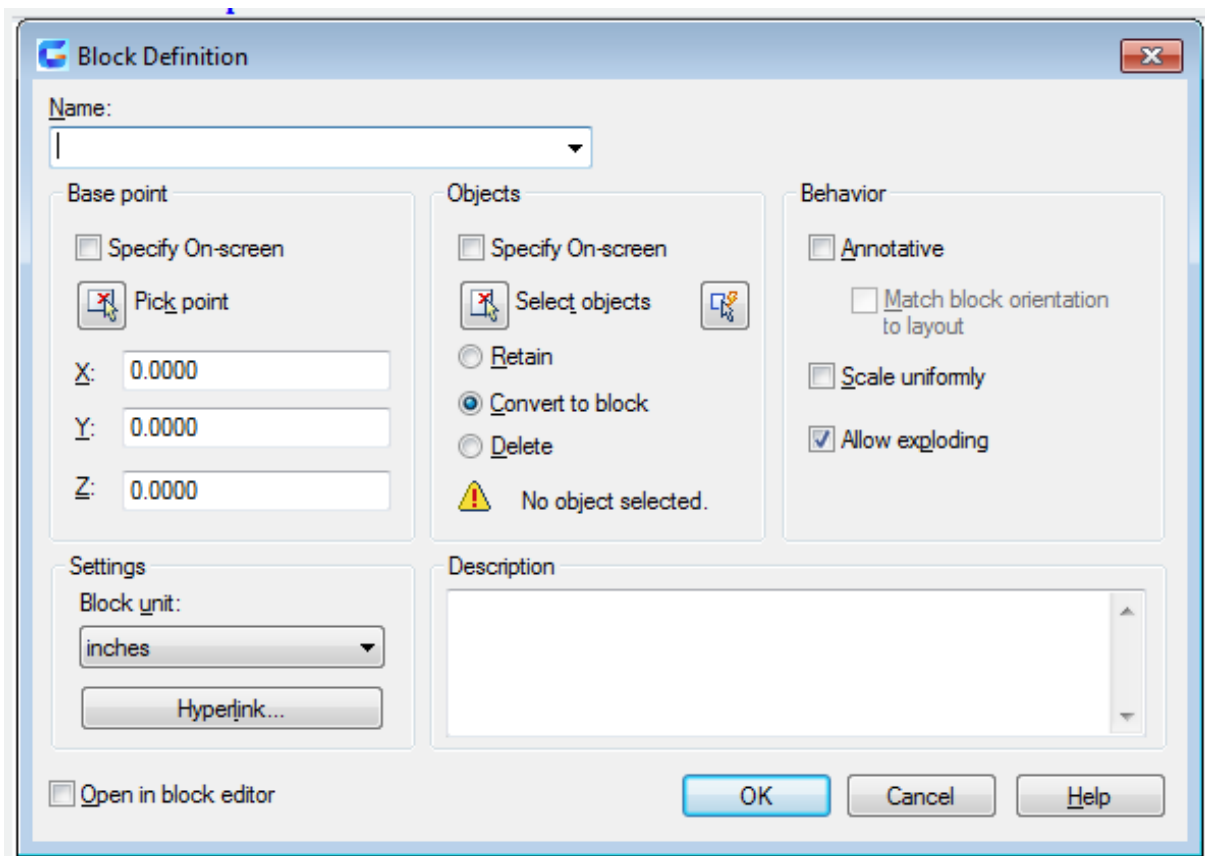 Block Definition
Name:
Base point
Specify On-screen
Pick point
X: 0.0000
Y: 0.0000
Z: 0.0000
Objects
Specify On-screen
Select objects
Retain
Convert to block
Delete
No object selected.
Behavior
Annotative
Match block orientation
to layout
Scale uniformly
Allow exploding
Settings
Block unit:
inches
Hyperlink...
Description
Open in block editor
OK
Cancel
Help